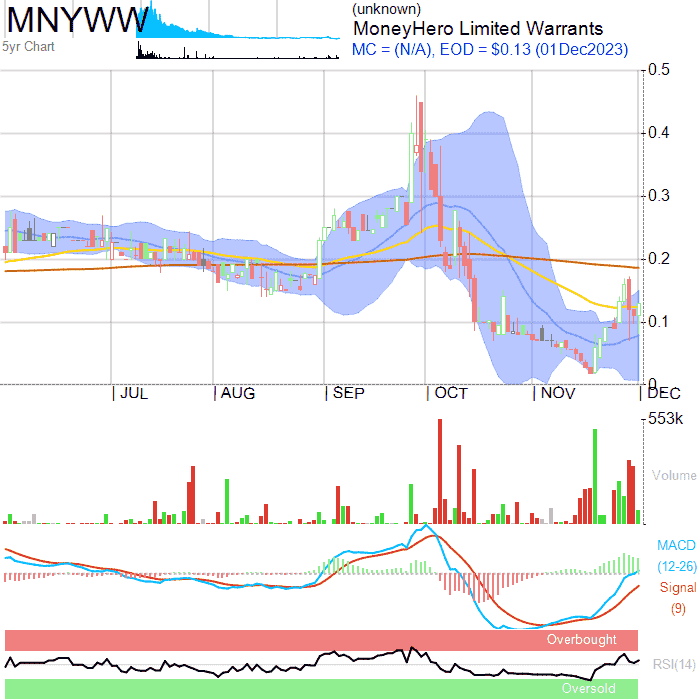 MNYWW
(unknown)
MoneyHero Limited Warrants
5yr Chart
MC = (N/A), EOD = $0.13 (01Dec2023)
0.5
0.4
0.3
0.2
0.1
0
JUL AUG SEP OCT NOV DEC
553k
Volume
MACD
(12-26)
Signal
(9)
Overbought
RSI(14)
Oversold